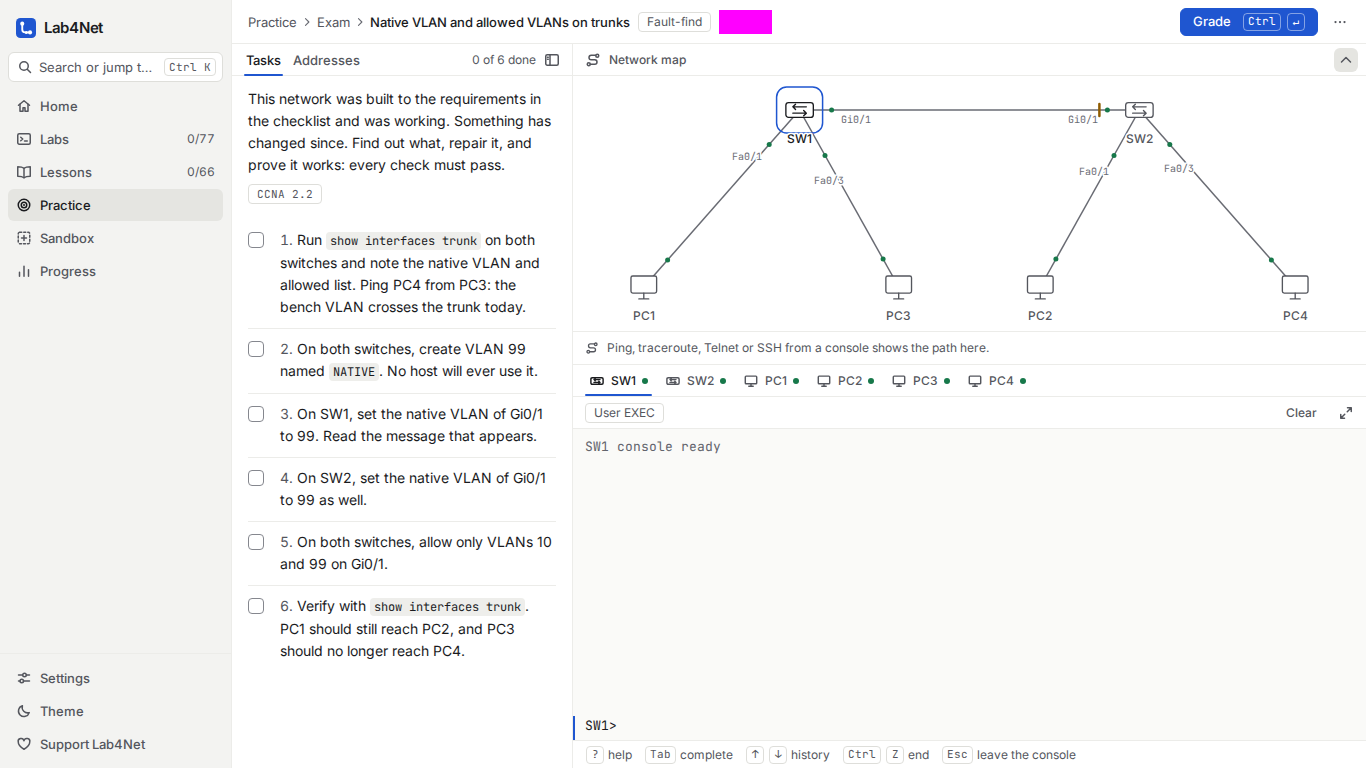 Lab4Net
Search or jump t... Ctrl K
Home
Labs 0/77
Lessons 0/66
Practice
Sandbox
Progress
Settings
Theme
Support Lab4Net
Practice > Exam > Native VLAN and allowed VLANs on trunks Fault-find
Grade Ctrl ↵
Tasks Addresses 0 of 6 done
This network was built to the requirements in
the checklist and was working. Something has
changed since. Find out what, repair it, and
prove it works: every check must pass.
CCNA 2.2
1. Run show interfaces trunk on both
switches and note the native VLAN and
allowed list. Ping PC4 from PC3: the
bench VLAN crosses the trunk today.
2. On both switches, create VLAN 99
named NATIVE. No host will ever use it.
3. On SW1, set the native VLAN of Gi0/1
to 99. Read the message that appears.
4. On SW2, set the native VLAN of Gi0/1
to 99 as well.
5. On both switches, allow only VLANs 10
and 99 on Gi0/1.
6. Verify with show interfaces trunk.
PC1 should still reach PC2, and PC3
should no longer reach PC4.
Network map
Gi0/1 Gi0/1
SW1 SW2
Fa0/1 Fa0/3 Fa0/1 Fa0/3
PC1 PC3 PC2 PC4
Ping, traceroute, Telnet or SSH from a console shows the path here.
SW1 SW2 PC1 PC2 PC3 PC4
User EXEC Clear
SW1 console ready
SW1>
? help Tab complete ↑ ↓ history Ctrl Z end Esc leave the console